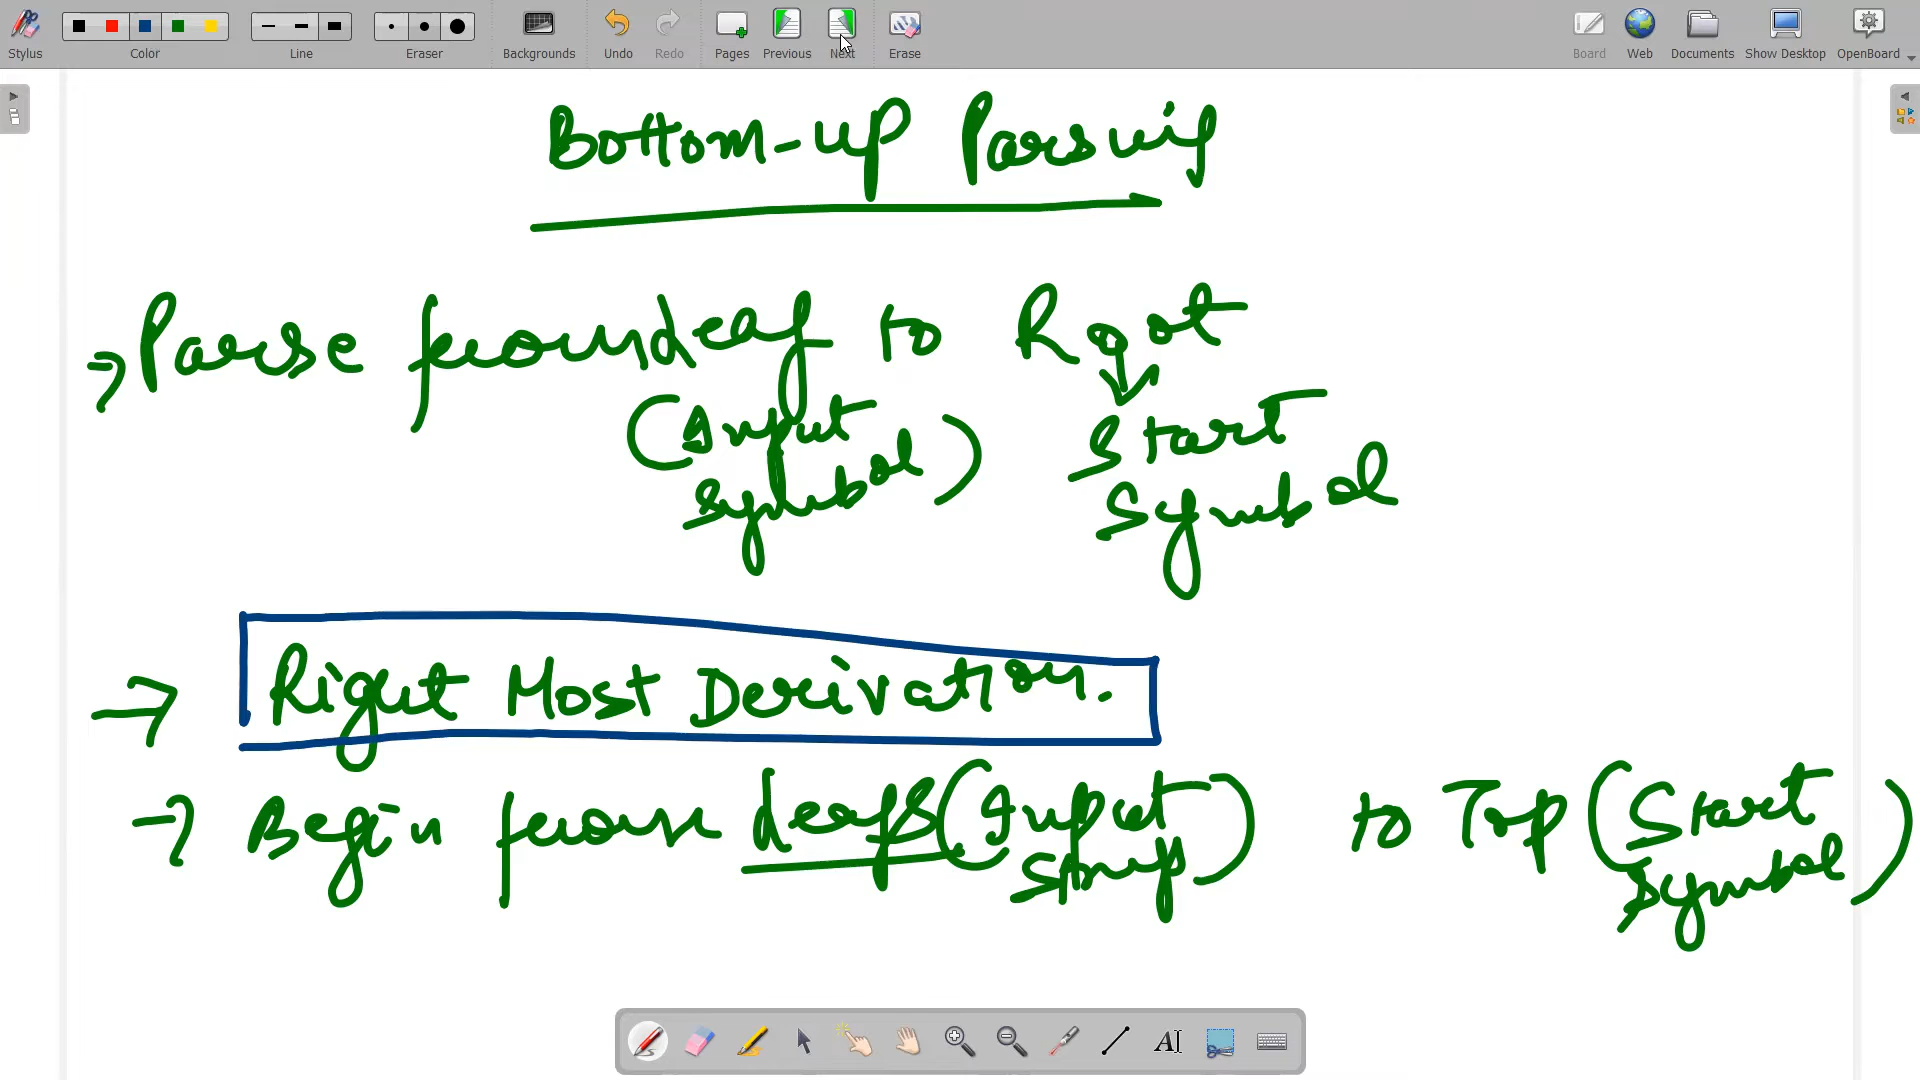 Stylus Color Line Eraser Backgrounds Undo Redo Pages Previous Next Erase Board Web Documents Show Desktop OpenBoard
Bottom-up Parsing
→ Parse from leaf to Root
(Input Start
Symbol) Symbol
→ Right Most Derivation.
→ Begin from leafs (Input to Top (Start
String) Symbol)
AI